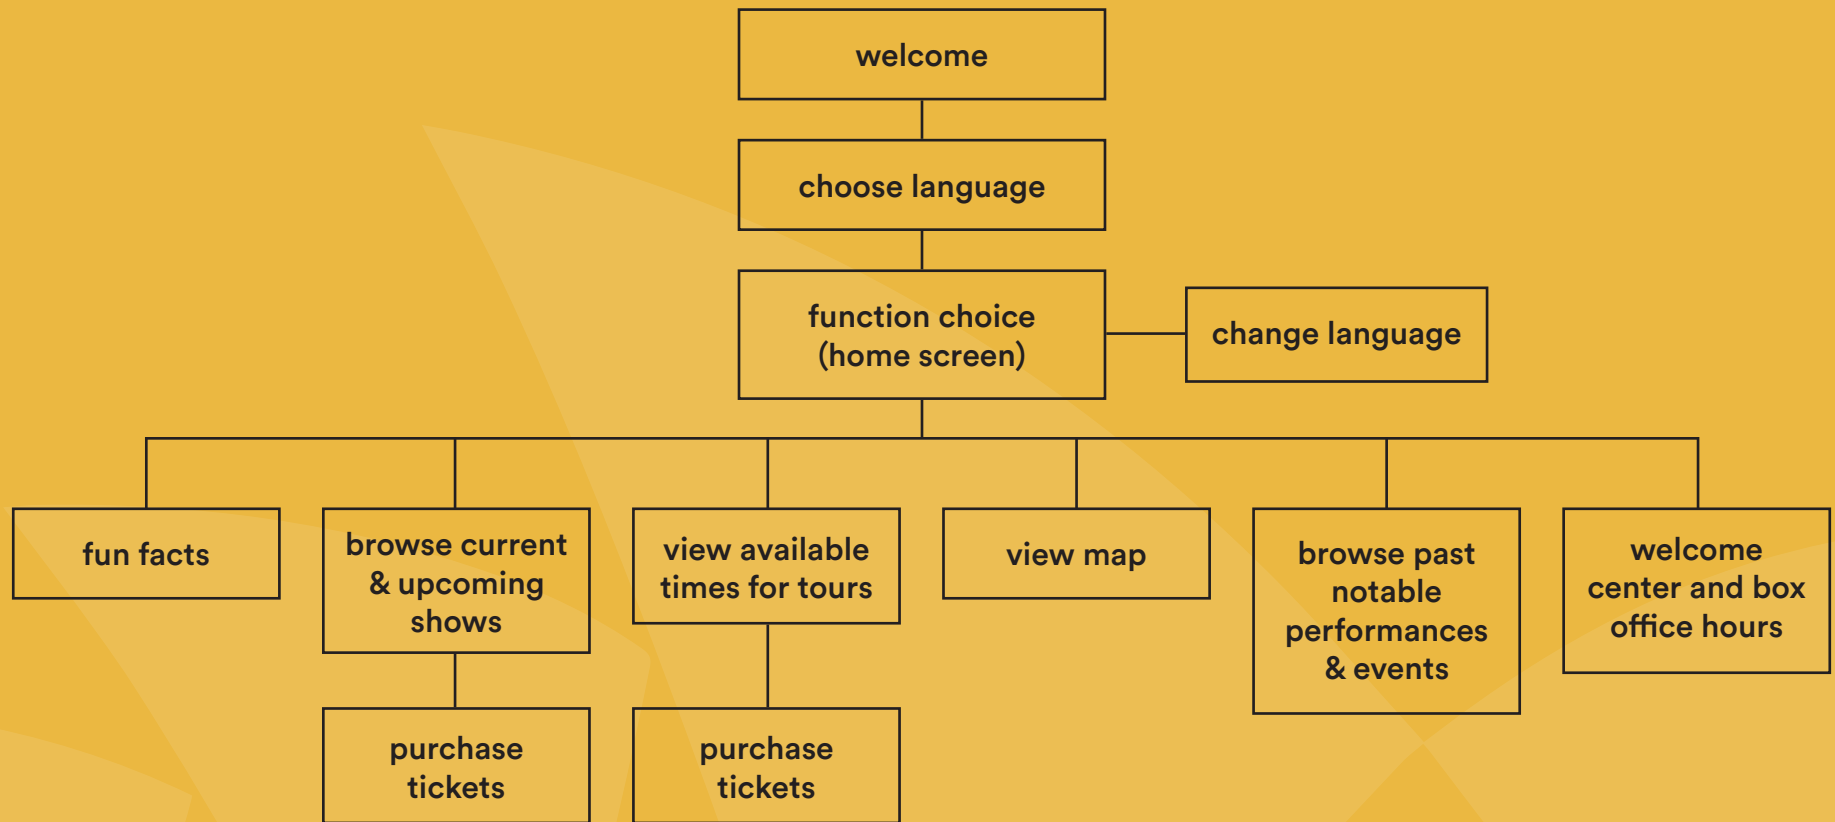 welcome
choose language
function choice
(home screen)
change language
fun facts
browse current
& upcoming
shows
view available
times for tours
view map
browse past
notable
performances
& events
welcome
center and box
office hours
purchase
tickets
purchase
tickets